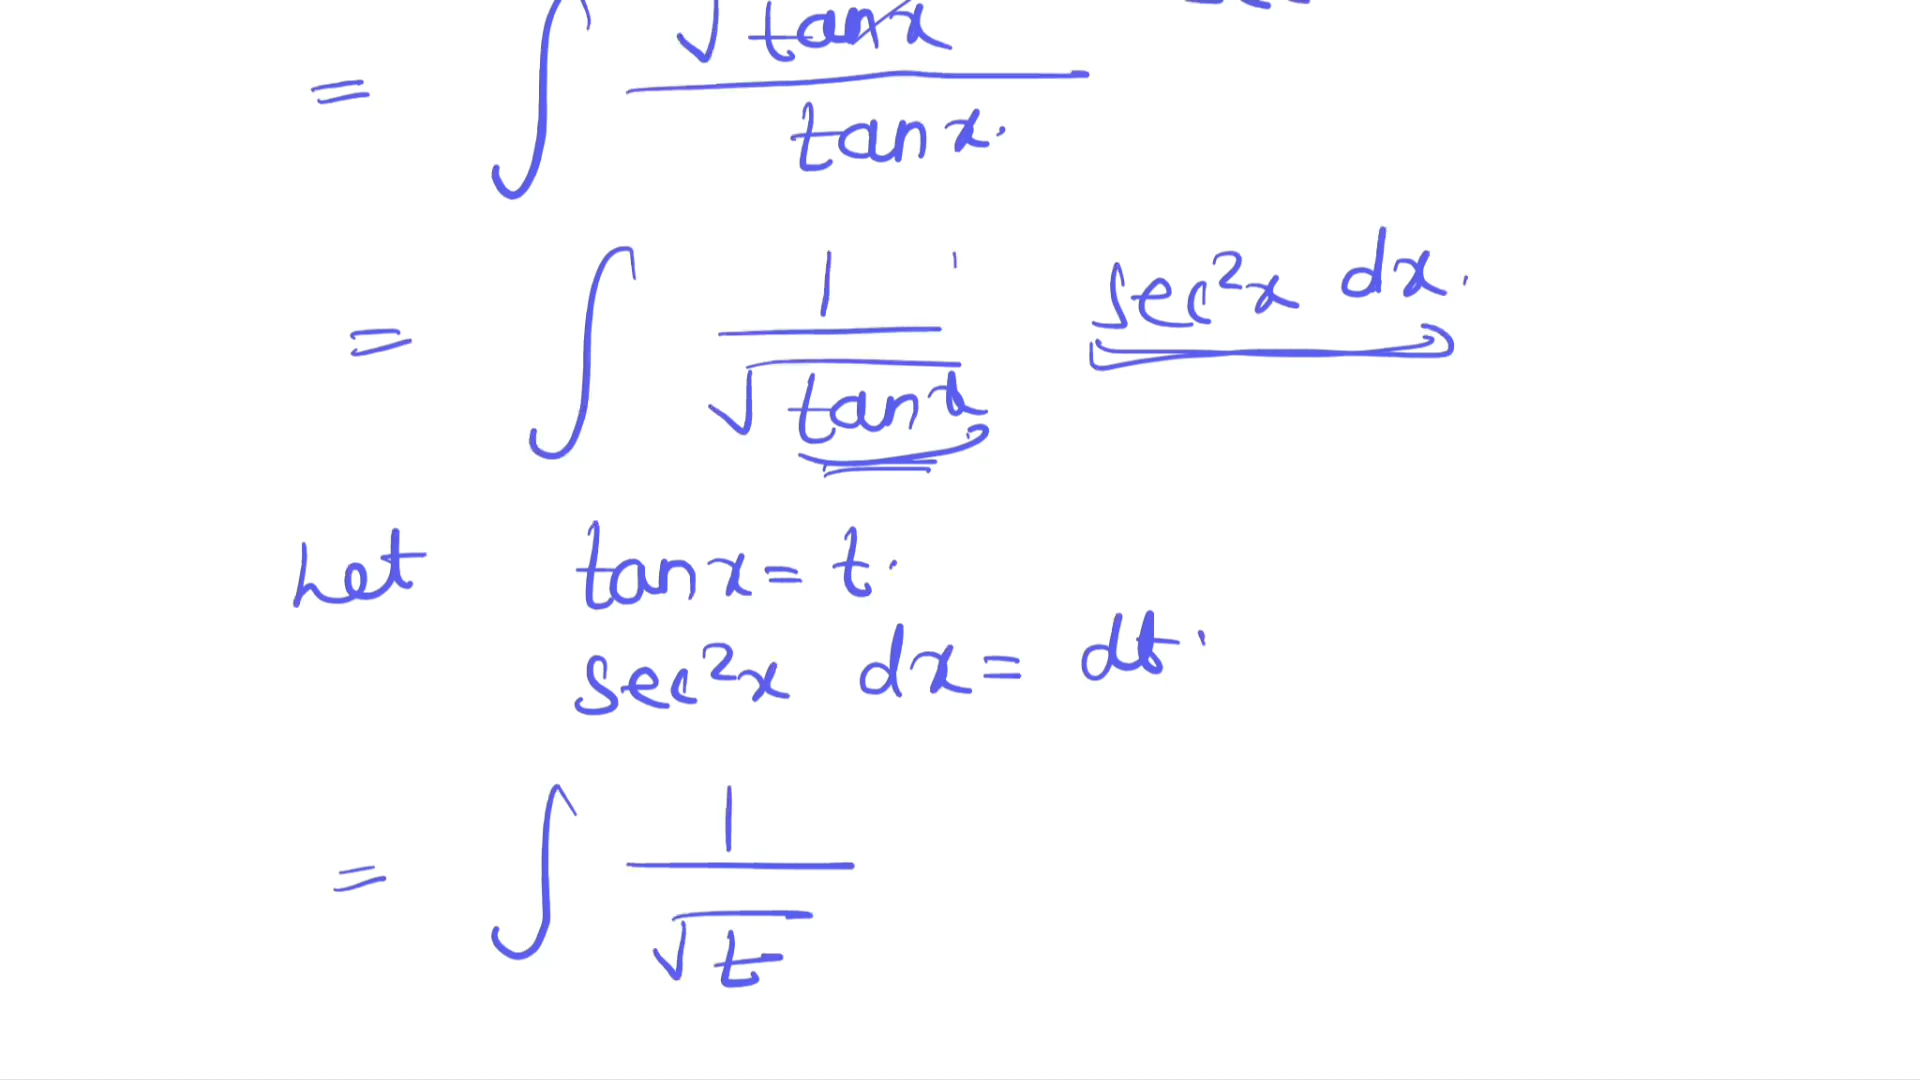 = ∫ √tanx / tanx.
= ∫ 1 / √tanx sec²x dx.
Let tanx = t.
sec²x dx = dt.
= ∫ 1 / √t